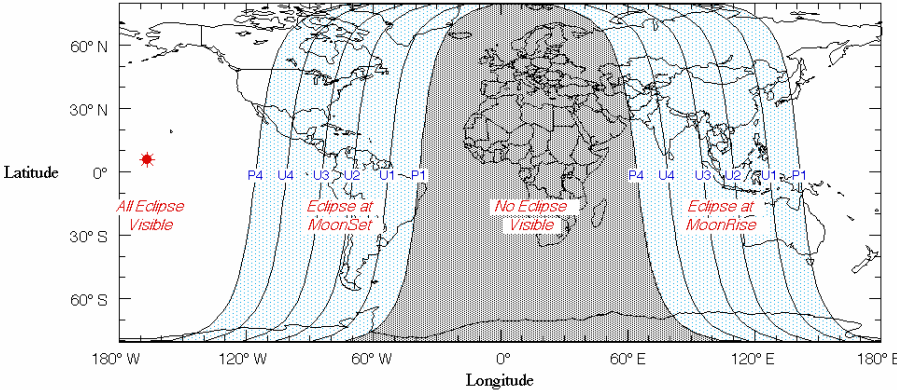 60° N
30° N
Latitude
0°
P4 U4 U3 U2 U1 P1 P4 U4 U3 U2 U1 P1
All Eclipse
Visible
Eclipse at
MoonSet
No Eclipse
Visible
Eclipse at
MoonRise
30° S
60° S
180° W 120° W 60° W 0° 60° E 120° E 180° E
Longitude